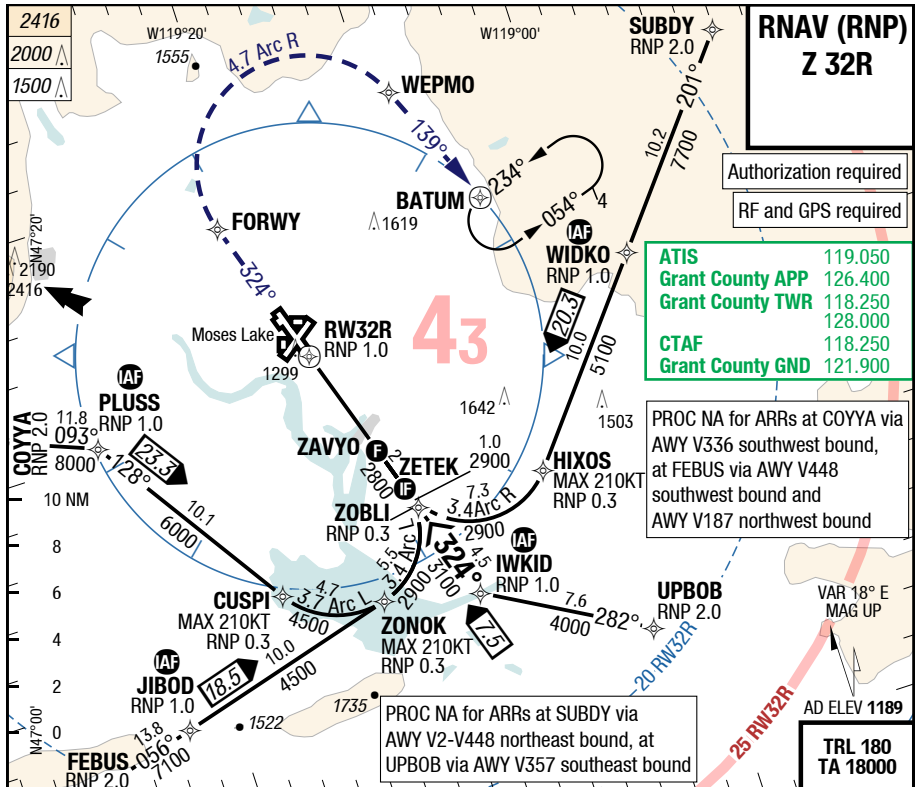 2416
2000
1500
W119°20'
1555
4.7 Arc R
WEPMO
139°
W119°00'
SUBDY
RNP 2.0
201°
10.2
7700
RNAV (RNP)
Z 32R
Authorization required
RF and GPS required
234°
054°
4
BATUM
1619
FORWY
324°
N47°20'
2190
2416
IAF
WIDKO
RNP 1.0
20.3
10.0
5100
ATIS 119.050
Grant County APP 126.400
Grant County TWR 118.250
128.000
CTAF 118.250
Grant County GND 121.900
Moses Lake
RW32R
RNP 1.0
1299
43
1642
1503
IAF
PLUSS
RNP 1.0
COYYA
RNP 2.0
11.8
093°
8000
128°
23.3
10.1
6000
ZAVYO
F
2
2800
ZETEK
IF
1.0
2900
ZOBLI
RNP 0.3
7.3
3.4 Arc R
2900
HIXOS
MAX 210KT
RNP 0.3
PROC NA for ARRs at COYYA via
AWY V336 southwest bound,
at FEBUS via AWY V448
southwest bound and
AWY V187 northwest bound
10 NM
8
6
4
2
0
N47°00'
CUSPI
MAX 210KT
RNP 0.3
4.7
3.7 Arc L
4500
5.5
3.4 Arc L
2900
324°
4.5
3100
ZONOK
MAX 210KT
RNP 0.3
IAF
IWKID
RNP 1.0
7.5
7.6
4000
282°
UPBOB
RNP 2.0
VAR 18° E
MAG UP
IAF
JIBOD
RNP 1.0
18.5
10.0
4500
1522
1735
FEBUS
RNP 2.0
13.8
056°
7100
20 RW32R
25 RW32R
PROC NA for ARRs at SUBDY via
AWY V2-V448 northeast bound, at
UPBOB via AWY V357 southeast bound
AD ELEV 1189
TRL 180
TA 18000